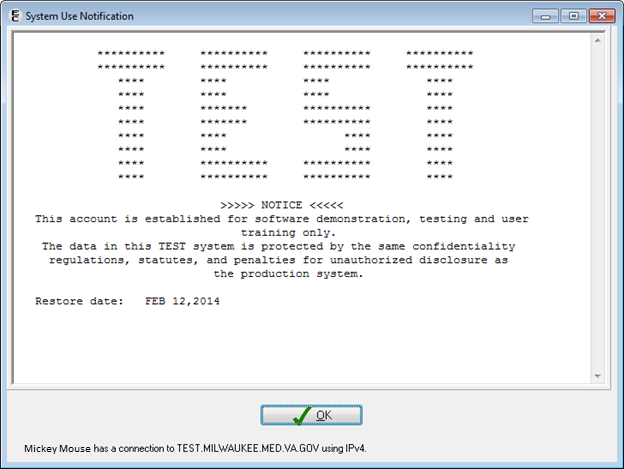 System Use Notification
**********    **********    **********    **********
**********    **********    **********    **********
****    ****    ****    ****
****    ****    ****    ****
****    *******    **********    ****
****    *******    **********    ****
****    ****    ****    ****
****    ****    ****    ****
****    **********    **********    ****
****    **********    **********    ****
>>>>> NOTICE <<<<<
This account is established for software demonstration, testing and user
training only.
The data in this TEST system is protected by the same confidentiality
regulations, statutes, and penalties for unauthorized disclosure as
the production system.
Restore date:   FEB 12,2014
OK
Mickey Mouse has a connection to TEST.MILWAUKEE.MED.VA.GOV using IPv4.